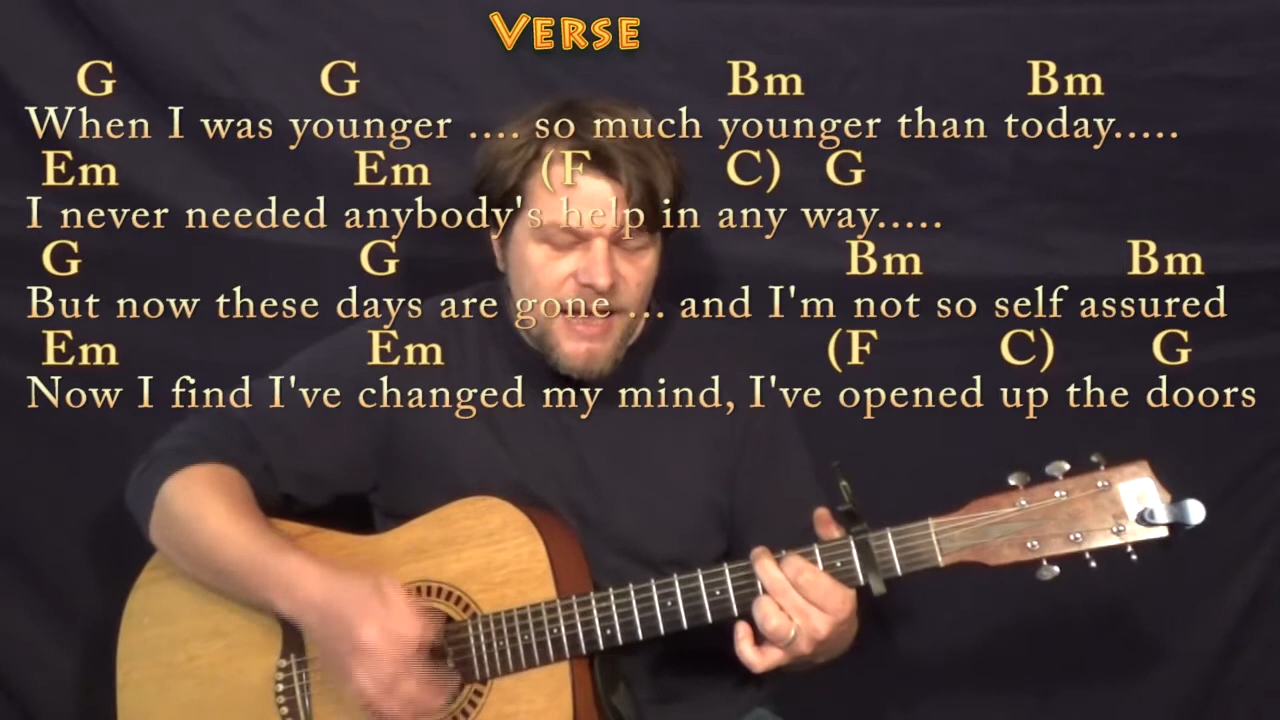 VERSE
G G Bm Bm
When I was younger .... so much younger than today.....
Em Em (F C) G
I never needed anybody's help in any way.....
G G Bm Bm
But now these days are gone ... and I'm not so self assured
Em Em (F C) G
Now I find I've changed my mind, I've opened up the doors